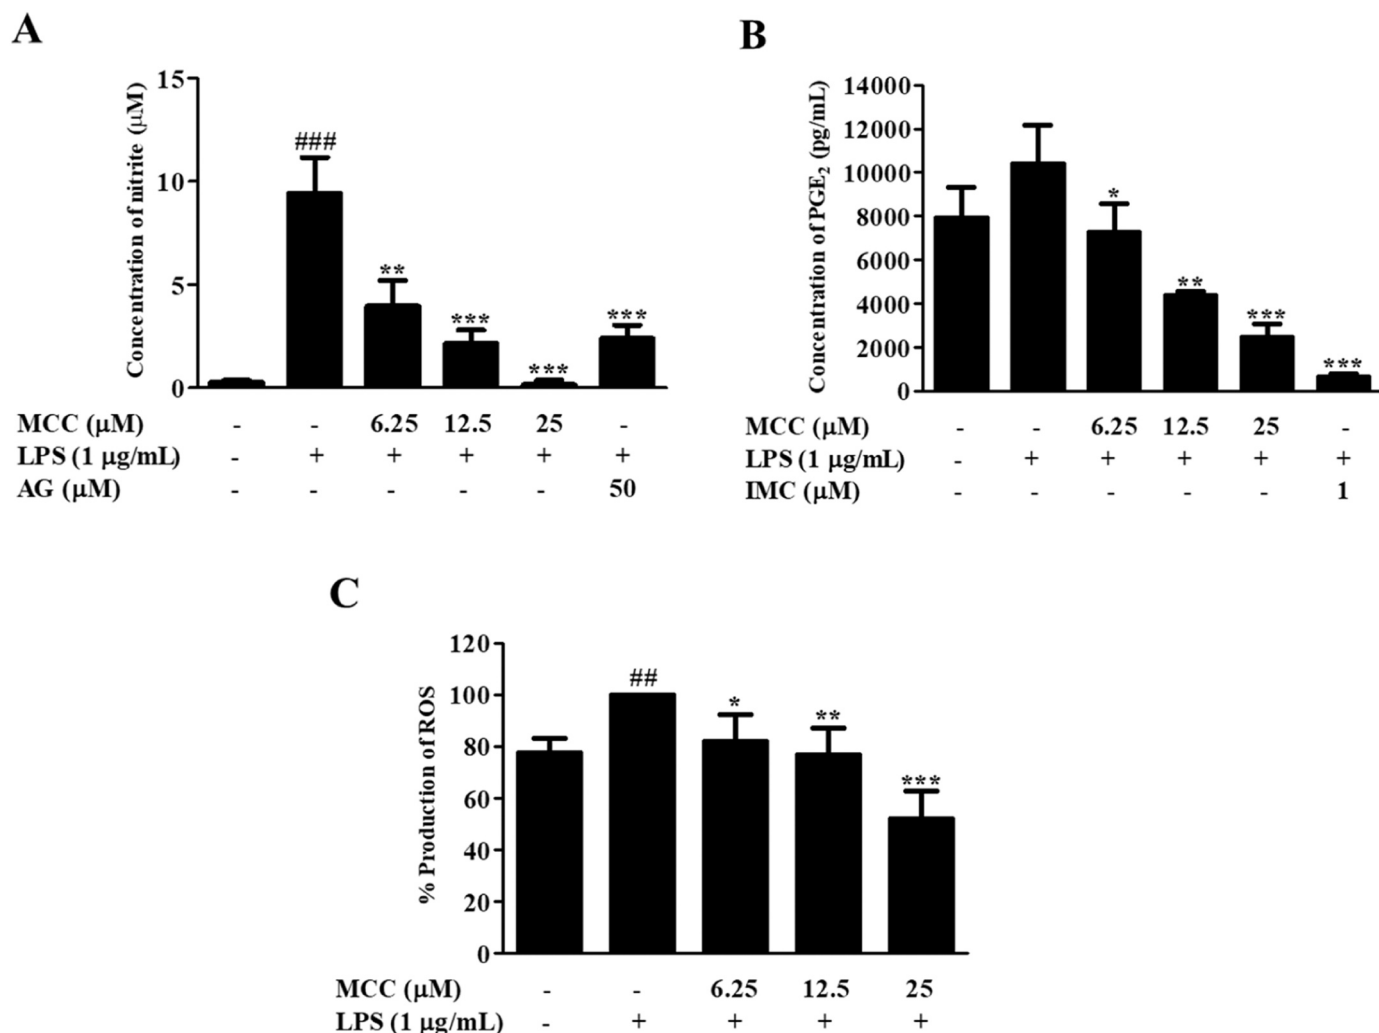 A
Concentration of nitrite (μM)
15
10
5
0
###
**
***
***
***
MCC (μM) - - 6.25 12.5 25 -
LPS (1 μg/mL) - + + + + +
AG (μM) - - - - - 50
B
Concentration of PGE2 (pg/mL)
14000
12000
10000
8000
6000
4000
2000
0
*
**
***
***
MCC (μM) - - 6.25 12.5 25 -
LPS (1 μg/mL) - + + + + +
IMC (μM) - - - - - 1
C
% Production of ROS
120
100
80
60
40
20
0
##
*
**
***
MCC (μM) - - 6.25 12.5 25
LPS (1 μg/mL) - + + + +